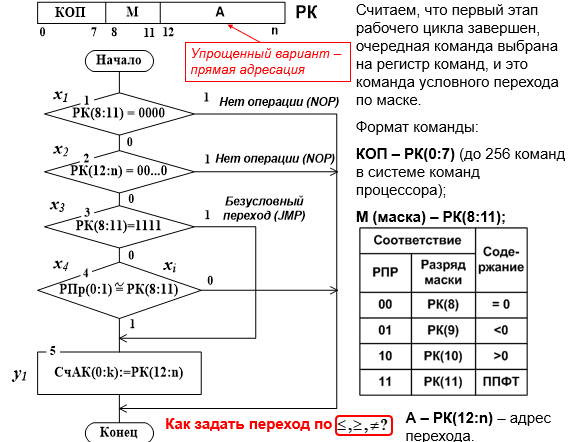 КОП М А РК
0 7 8 11 12 n
Упрощенный вариант –
прямая адресация
Начало
x1
1
РК(8:11) = 0000
1 Нет операции (NOP)
0
x2
2
РК(12:n) = 00...0
1 Нет операции (NOP)
0
x3
3
РК(8:11)=1111
1
Безусловный
переход (JMP)
0
x4
4
xi
РПр(0:1)≅РК(8:11)
0
1
5
y1
СчАК(0:k):=РК(12:n)
Конец
Считаем, что первый этап
рабочего цикла завершен,
очередная команда выбрана
на регистр команд, и это
команда условного перехода
по маске.
Формат команды:
КОП – РК(0:7) (до 256 команд
в системе команд
процессора);
М (маска) – РК(8:11);
Соответствие Соде-
ржание
РПР Разряд
маски
00 РК(8) = 0
01 РК(9) <0
10 РК(10) >0
11 РК(11) ППФТ
Как задать переход по ≤,≥,≠?
А – РК(12:n) – адрес
перехода.